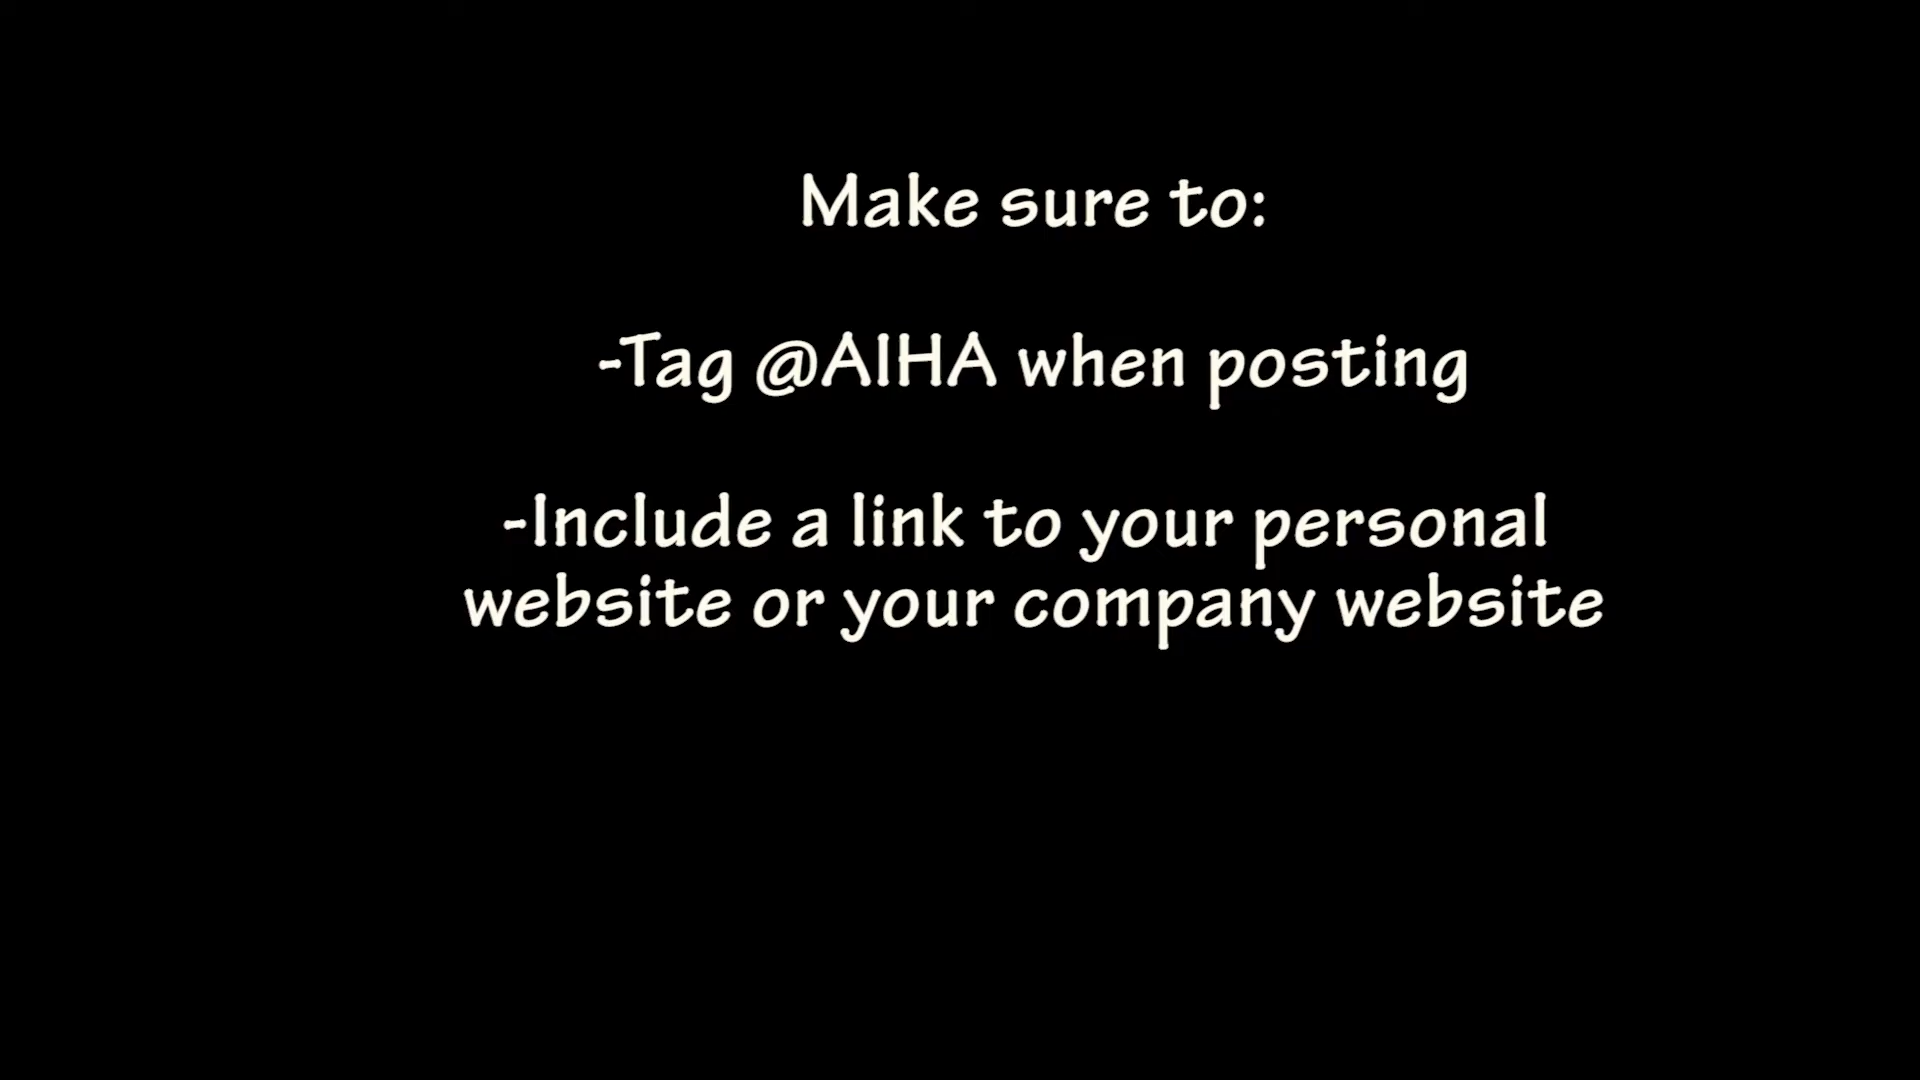 Make sure to:
-Tag @AIHA when posting
-Include a link to your personal
website or your company website